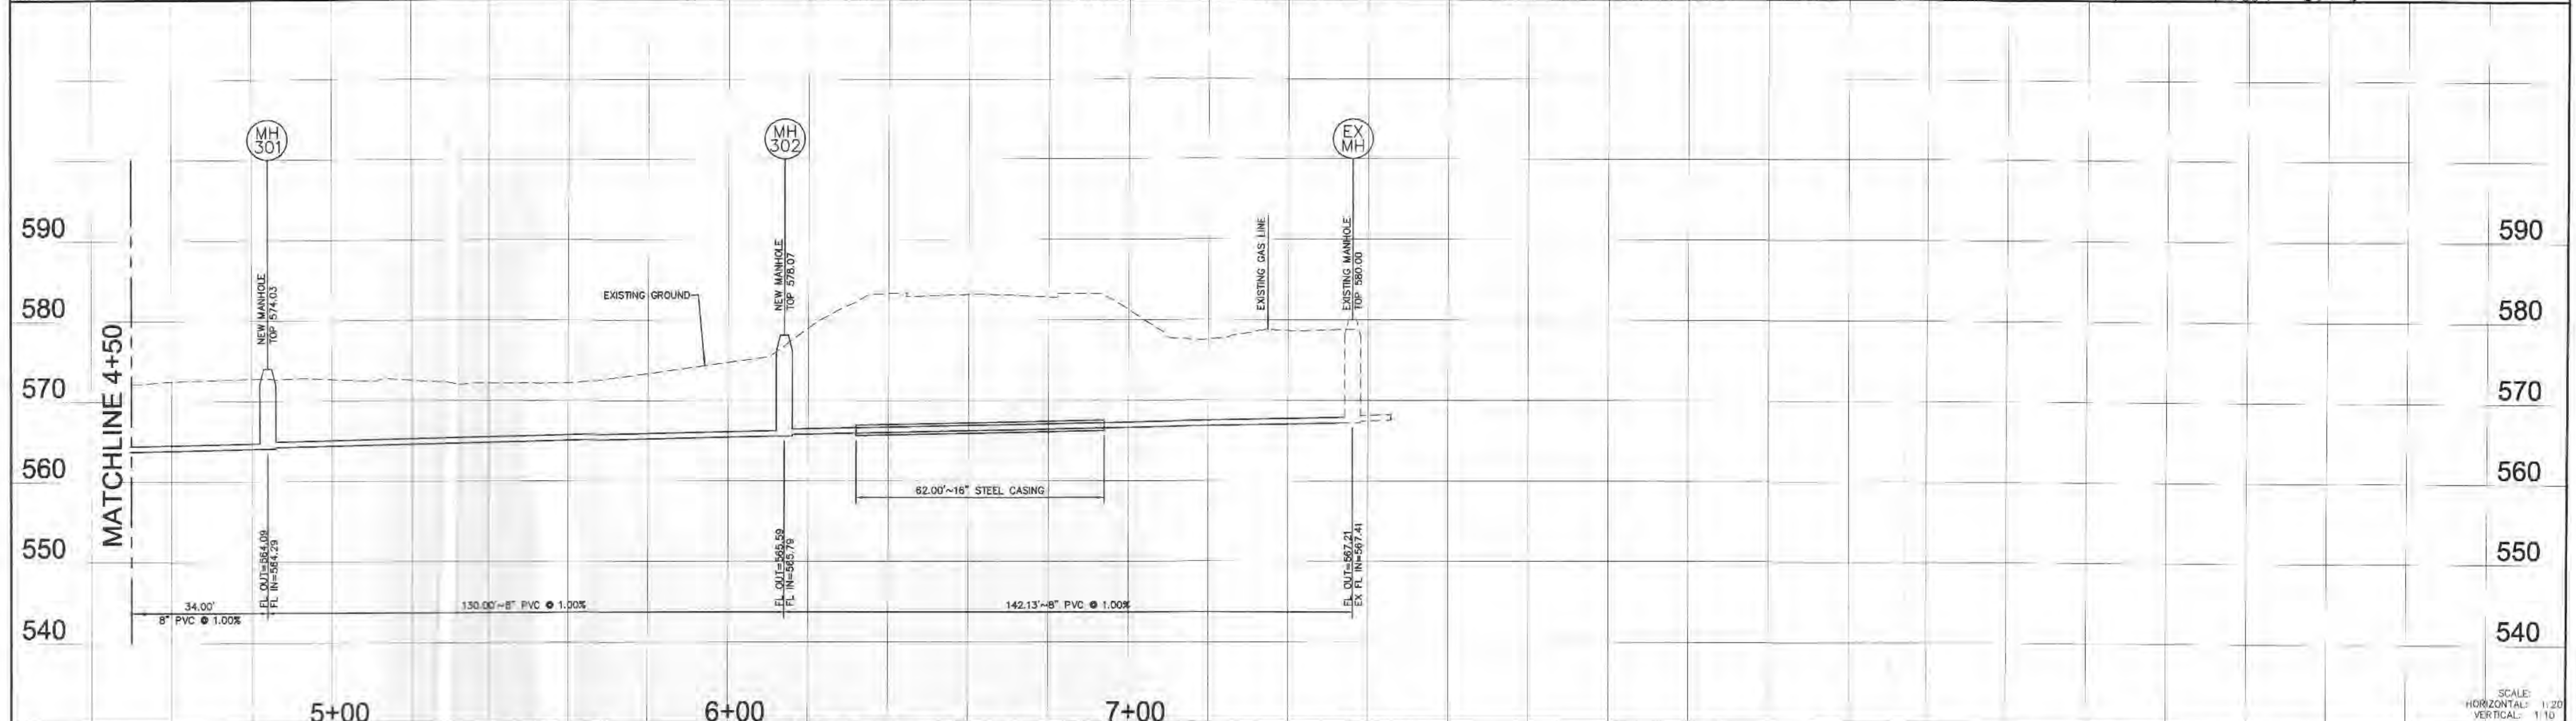 MH
301
MH
302
EX
MH
590
580
570
560
550
540
MATCHLINE 4+50
NEW MANHOLE
TOP 574.03
EXISTING GROUND
NEW MANHOLE
TOP 578.07
EXISTING GAS LINE
EXISTING MANHOLE
TOP 580.00
590
580
570
560
550
540
62.00'~16" STEEL CASING
FL OUT=564.09
FL IN=564.29
FL OUT=565.59
FL IN=565.79
FL OUT=567.21
EX FL IN=567.41
34.00'
8" PVC @ 1.00%
130.00'~8" PVC @ 1.00%
142.13'~8" PVC @ 1.00%
5+00
6+00
7+00
SCALE:
HORIZONTAL: 1:20
VERTICAL: 1:10